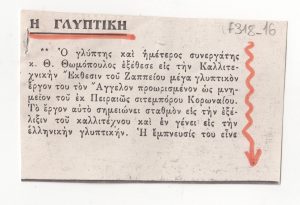 Η ΓΛΥΠΤΙΚΗ
F318_16
** Ὁ γλύπτης καὶ ἡμέτερος συνεργάτης
κ. Θ. Θωμόπουλος ἐξέθεσε εἰς τὴν Καλλιτε-
χνικὴν Ἔκθεσιν τοῦ Ζαππείου μέγα γλυπτικὸν
ἔργον του τὸν Ἄγγελον προωρισμένον ὡς μνη-
μεῖον τοῦ ἐκ Πειραιῶς σιτεμπόρου Κορωναίου.
Τὸ ἔργον αὐτὸ σημειώνει σταθμὸν εἰς τὴν ἐξέ-
λιξιν τοῦ καλλιτέχνου καὶ ἐν γένει εἰς τὴν
ἑλληνικὴν γλυπτικήν. Ἡ ἔμπνευσίς του εἶνε